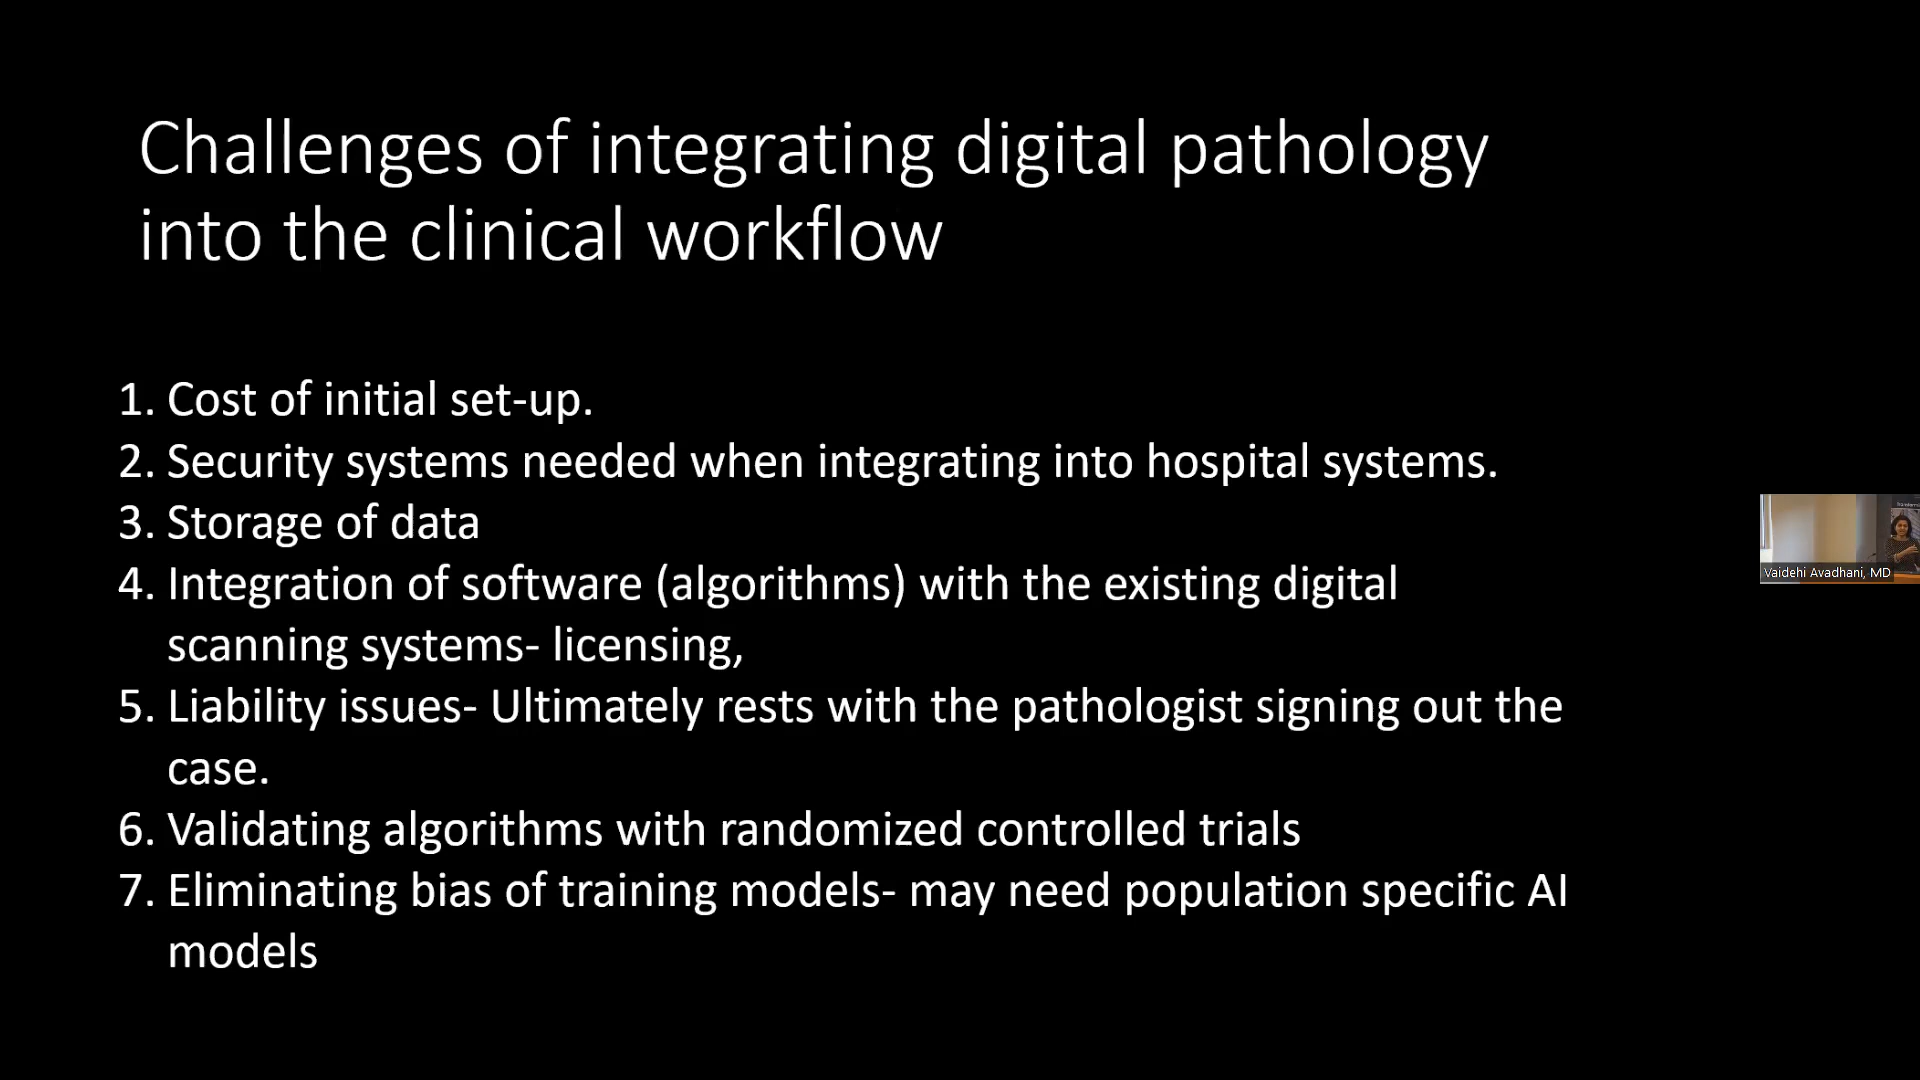 Challenges of integrating digital pathology
into the clinical workflow
1. Cost of initial set-up.
2. Security systems needed when integrating into hospital systems.
3. Storage of data
4. Integration of software (algorithms) with the existing digital
scanning systems- licensing,
5. Liability issues- Ultimately rests with the pathologist signing out the
case.
6. Validating algorithms with randomized controlled trials
7. Eliminating bias of training models- may need population specific AI
models
Vaidehi Avadhani, MD